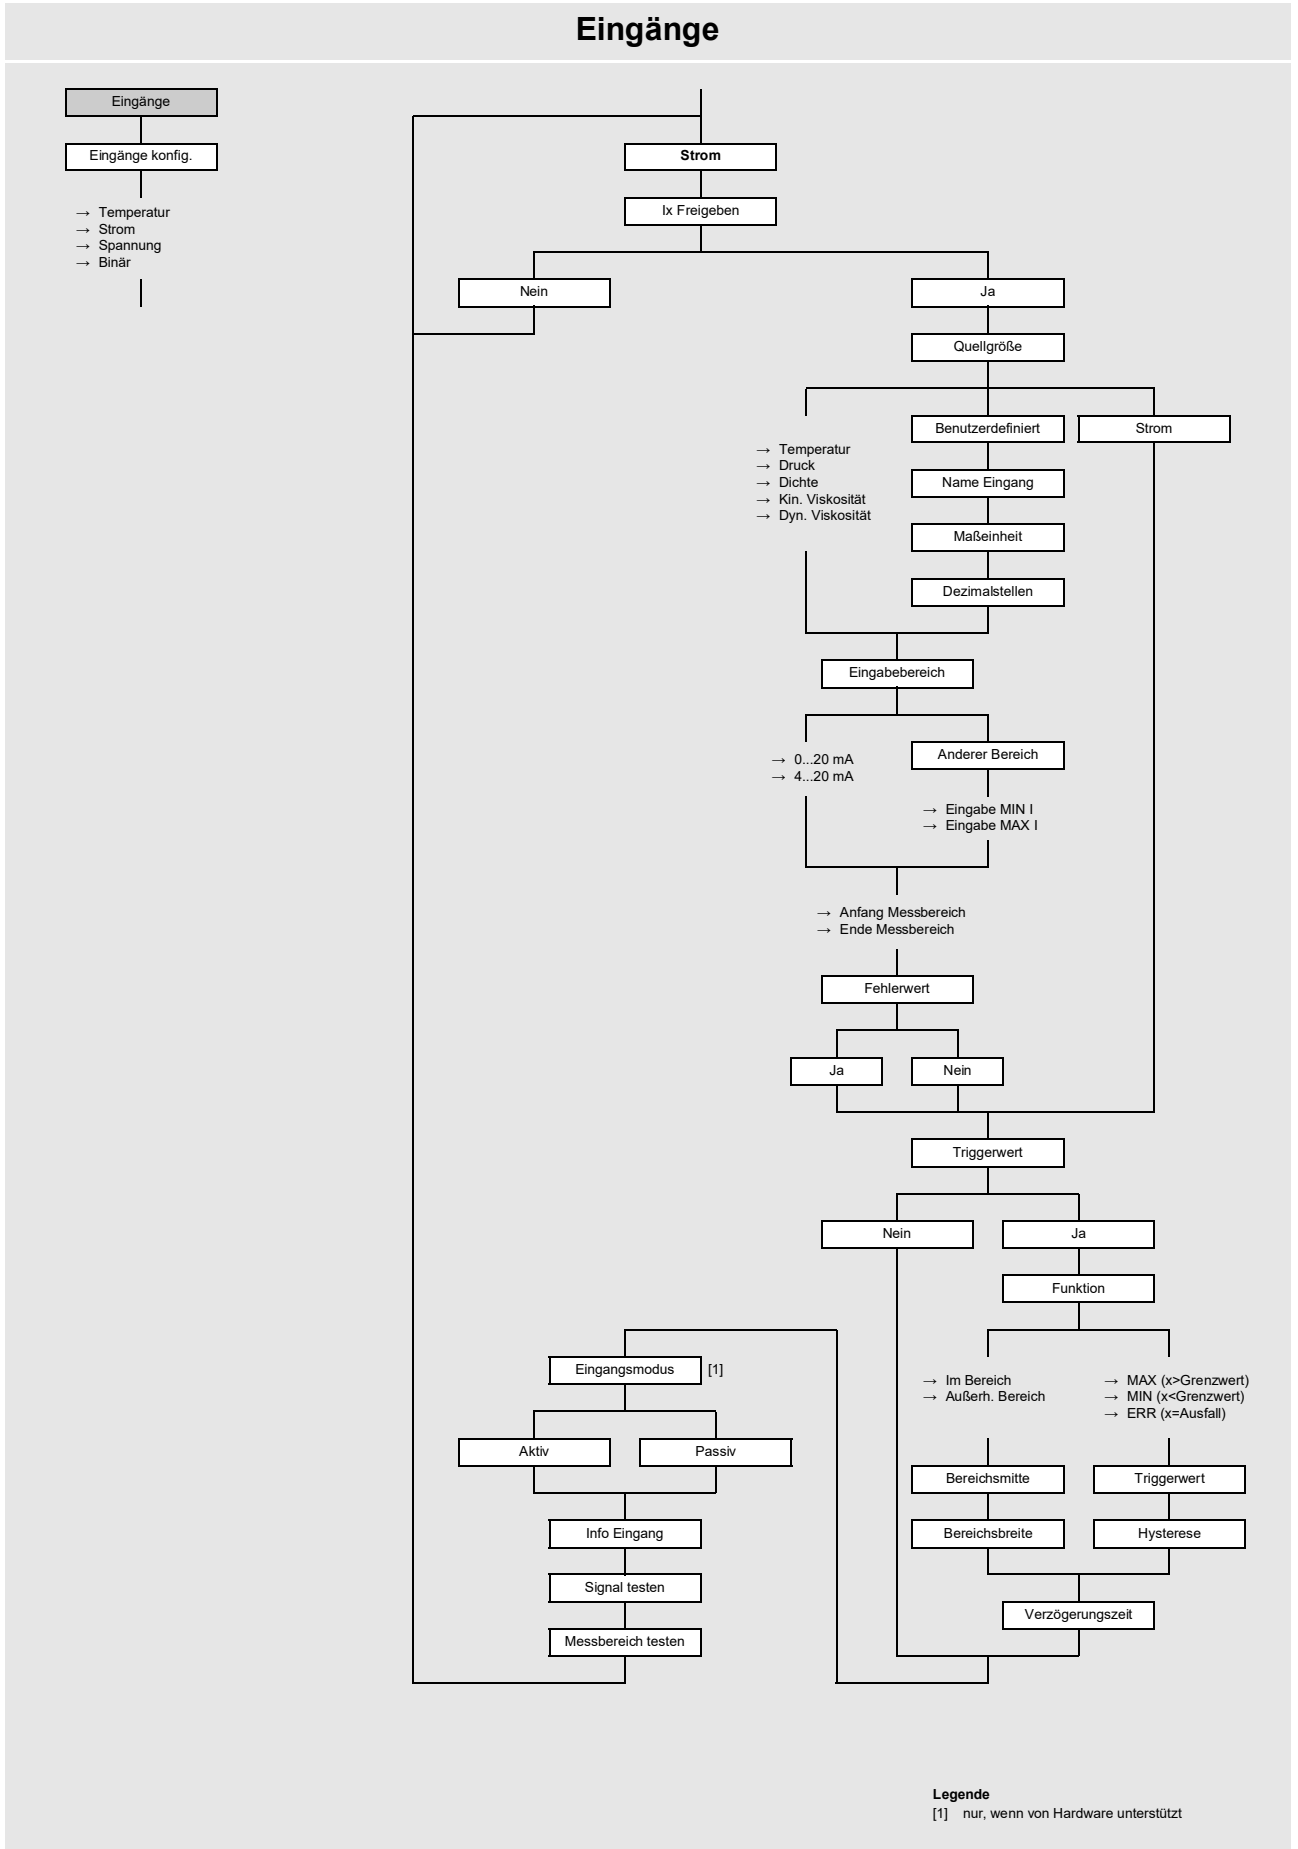 Eingänge
Eingänge
Eingänge konfig.
→ Temperatur
→ Strom
→ Spannung
→ Binär
Strom
Ix Freigeben
Nein
Ja
Quellgröße
Benutzerdefiniert
Strom
→ Temperatur
→ Druck
→ Dichte
→ Kin. Viskosität
→ Dyn. Viskosität
Name Eingang
Maßeinheit
Dezimalstellen
Eingabebereich
→ 0...20 mA
→ 4...20 mA
Anderer Bereich
→ Eingabe MIN I
→ Eingabe MAX I
→ Anfang Messbereich
→ Ende Messbereich
Fehlerwert
Ja
Nein
Triggerwert
Nein
Ja
Funktion
→ Im Bereich
→ Außerh. Bereich
→ MAX (x>Grenzwert)
→ MIN (x<Grenzwert)
→ ERR (x=Ausfall)
Bereichsmitte
Triggerwert
Bereichsbreite
Hysterese
Verzögerungszeit
Eingangsmodus [1]
Aktiv
Passiv
Info Eingang
Signal testen
Messbereich testen
Legende
[1] nur, wenn von Hardware unterstützt